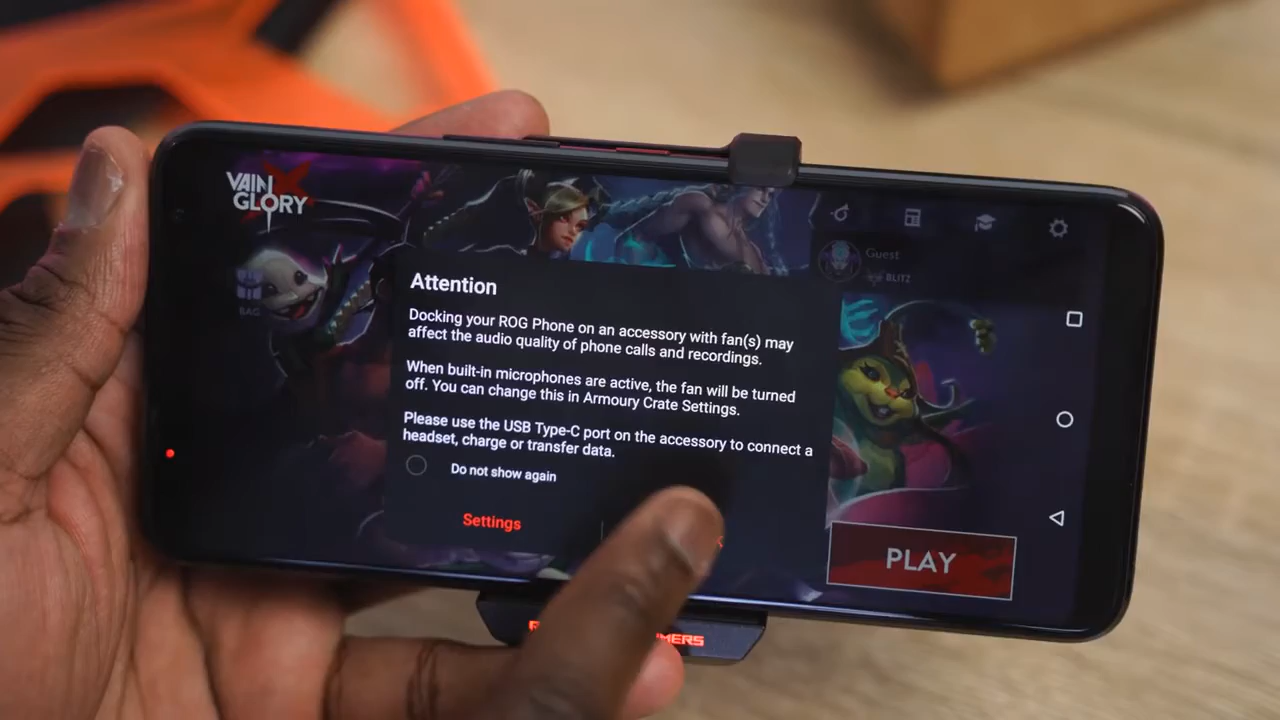 VAIN
GLORY
Guest
BLITZ
BAG
Attention
Docking your ROG Phone on an accessory with fan(s) may
affect the audio quality of phone calls and recordings.
When built-in microphones are active, the fan will be turned
off. You can change this in Armoury Crate Settings.
Please use the USB Type-C port on the accessory to connect a
headset, charge or transfer data.
Do not show again
Settings
PLAY